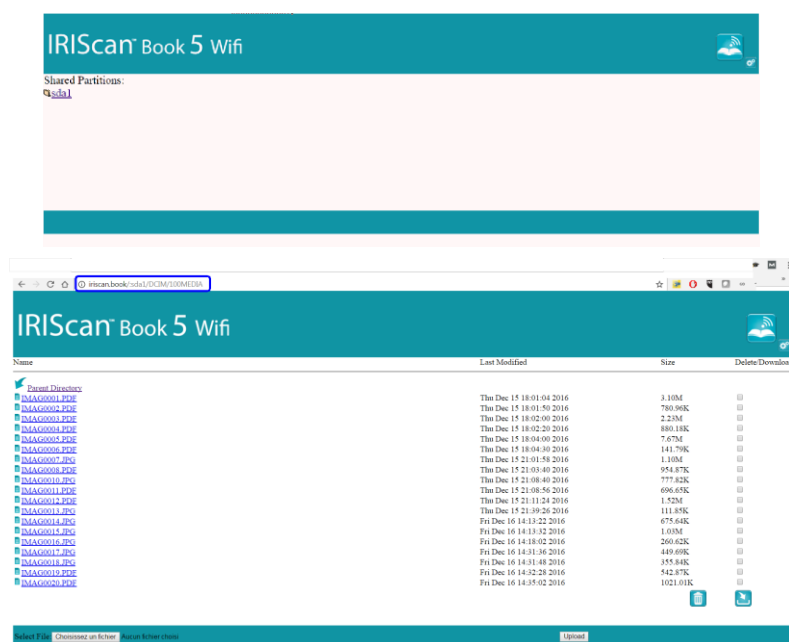 IRIScan™ Book 5 Wifi
Shared Partitions:
sda1
iriscan.book/:sda1/DCIM/100MEDIA
IRIScan™ Book 5 Wifi
Name Last Modified Size Delete/Downloa
Parent Directory
IMAG0001.PDF Thu Dec 15 18:01:04 2016 3.10M
IMAG0002.PDF Thu Dec 15 18:01:50 2016 780.96K
IMAG0003.PDF Thu Dec 15 18:02:00 2016 2.23M
IMAG0004.PDF Thu Dec 15 18:02:20 2016 880.18K
IMAG0005.PDF Thu Dec 15 18:04:00 2016 7.67M
IMAG0006.PDF Thu Dec 15 18:04:30 2016 141.79K
IMAG0007.JPG Thu Dec 15 21:01:58 2016 1.10M
IMAG0008.PDF Thu Dec 15 21:03:40 2016 954.87K
IMAG0010.JPG Thu Dec 15 21:08:40 2016 777.82K
IMAG0011.PDF Thu Dec 15 21:08:56 2016 696.65K
IMAG0012.PDF Thu Dec 15 21:11:24 2016 1.52M
IMAG0013.JPG Thu Dec 15 21:39:26 2016 111.85K
IMAG0014.JPG Fri Dec 16 14:13:22 2016 675.64K
IMAG0015.JPG Fri Dec 16 14:13:32 2016 1.03M
IMAG0016.JPG Fri Dec 16 14:18:02 2016 260.62K
IMAG0017.JPG Fri Dec 16 14:31:36 2016 449.69K
IMAG0018.JPG Fri Dec 16 14:31:48 2016 355.84K
IMAG0019.PDF Fri Dec 16 14:32:28 2016 542.87K
IMAG0020.PDF Fri Dec 16 14:35:02 2016 1021.01K
Select File: Choisissez un fichier Aucun fichier choisi Upload